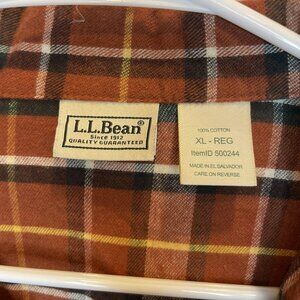 L.L.Bean®
Since 1912
QUALITY GUARANTEED
100% COTTON
XL - REG
ItemID 500244
MADE IN EL SALVADOR
CARE ON REVERSE